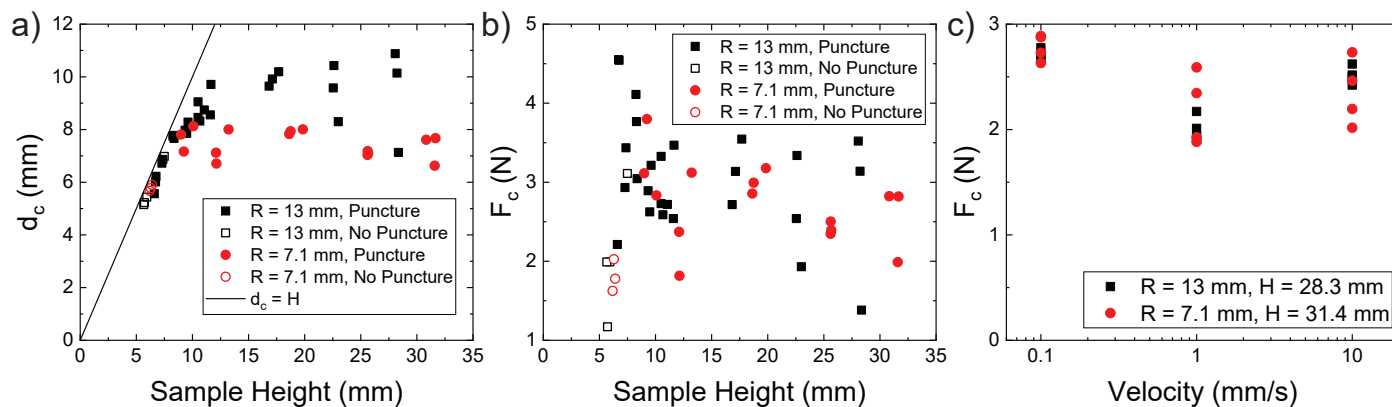 a)
12
10
8
6
4
2
0
d_c (mm)
R = 13 mm, Puncture
R = 13 mm, No Puncture
R = 7.1 mm, Puncture
R = 7.1 mm, No Puncture
d_c = H
0 5 10 15 20 25 30 35
Sample Height (mm)
b)
5
4
3
2
1
F_c (N)
R = 13 mm, Puncture
R = 13 mm, No Puncture
R = 7.1 mm, Puncture
R = 7.1 mm, No Puncture
0 5 10 15 20 25 30 35
Sample Height (mm)
c)
3
2
1
0
F_c (N)
R = 13 mm, H = 28.3 mm
R = 7.1 mm, H = 31.4 mm
0.1 1 10
Velocity (mm/s)